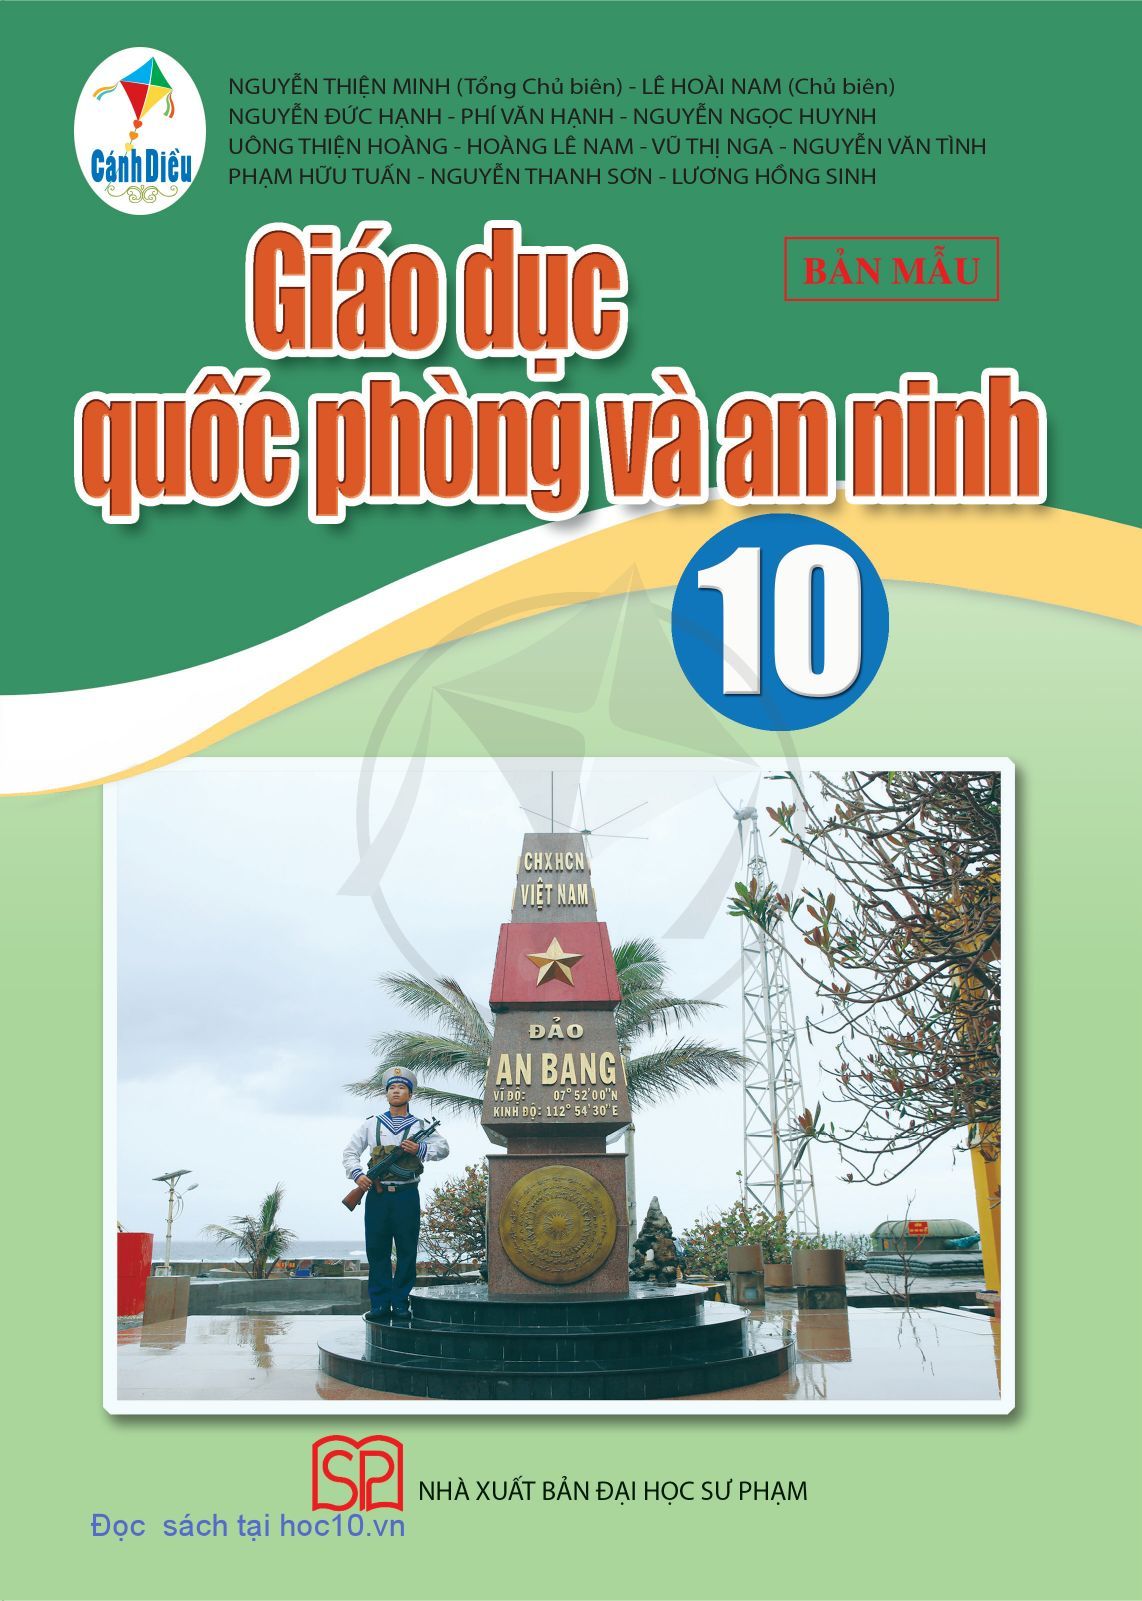 Cánh Diều
NGUYỄN THIỆN MINH (Tổng Chủ biên) - LÊ HOÀI NAM (Chủ biên)
NGUYỄN ĐỨC HẠNH - PHÍ VĂN HẠNH - NGUYỄN NGỌC HUYNH
UÔNG THIỆN HOÀNG - HOÀNG LÊ NAM - VŨ THỊ NGA - NGUYỄN VĂN TÌNH
PHẠM HỮU TUẤN - NGUYỄN THANH SƠN - LƯƠNG HỒNG SINH
Giáo dục
BẢN MẪU
quốc phòng và an ninh
10
CHXHCN
VIỆT NAM
ĐẢO
AN BANG
VĨ ĐỘ: 07° 52'00"N
KINH ĐỘ: 112° 54'30"E
SP
NHÀ XUẤT BẢN ĐẠI HỌC SƯ PHẠM
Đọc sách tại hoc10.vn